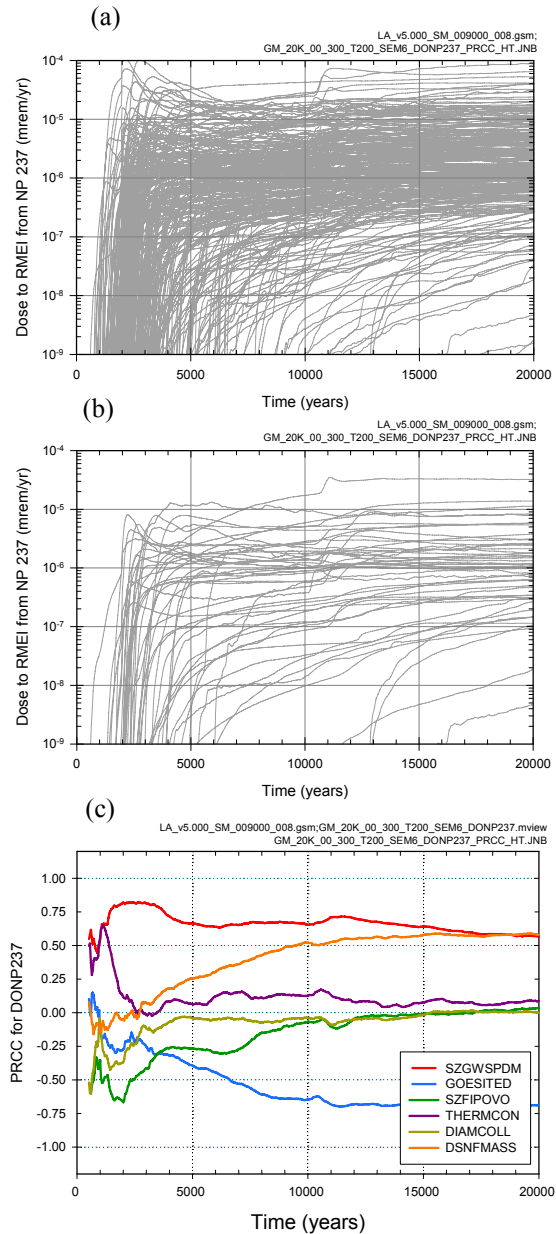 (a)
LA_v5.000_SM_009000_008.gsm;
GM_20K_00_300_T200_SEM6_DONP237_PRCC_HT.JNB
Dose to RMEI from NP 237 (mrem/yr)
10-4
10-5
10-6
10-7
10-8
10-9
0 5000 10000 15000 20000
Time (years)
(b)
LA_v5.000_SM_009000_008.gsm;
GM_20K_00_300_T200_SEM6_DONP237_PRCC_HT.JNB
Dose to RMEI from NP 237 (mrem/yr)
10-4
10-5
10-6
10-7
10-8
10-9
0 5000 10000 15000 20000
Time (years)
(c)
LA_v5.000_SM_009000_008.gsm;GM_20K_00_300_T200_SEM6_DONP237.mview
GM_20K_00_300_T200_SEM6_DONP237_PRCC_HT.JNB
PRCC for DONP237
1.00
0.75
0.50
0.25
0.00
-0.25
-0.50
-0.75
-1.00
SZGWSPDM
GOESITED
SZFIPOVO
THERMCON
DIAMCOLL
DSNFMASS
0 5000 10000 15000 20000
Time (years)